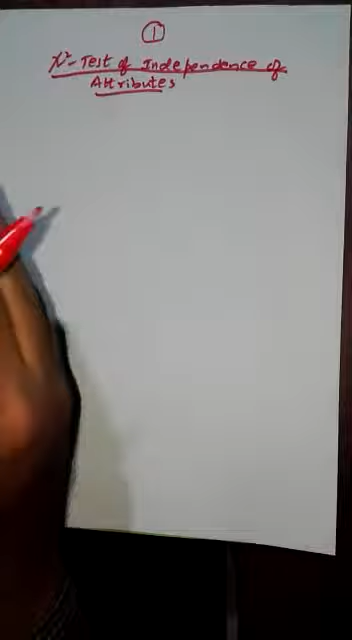 1
χ²-Test of Independence of
Attributes